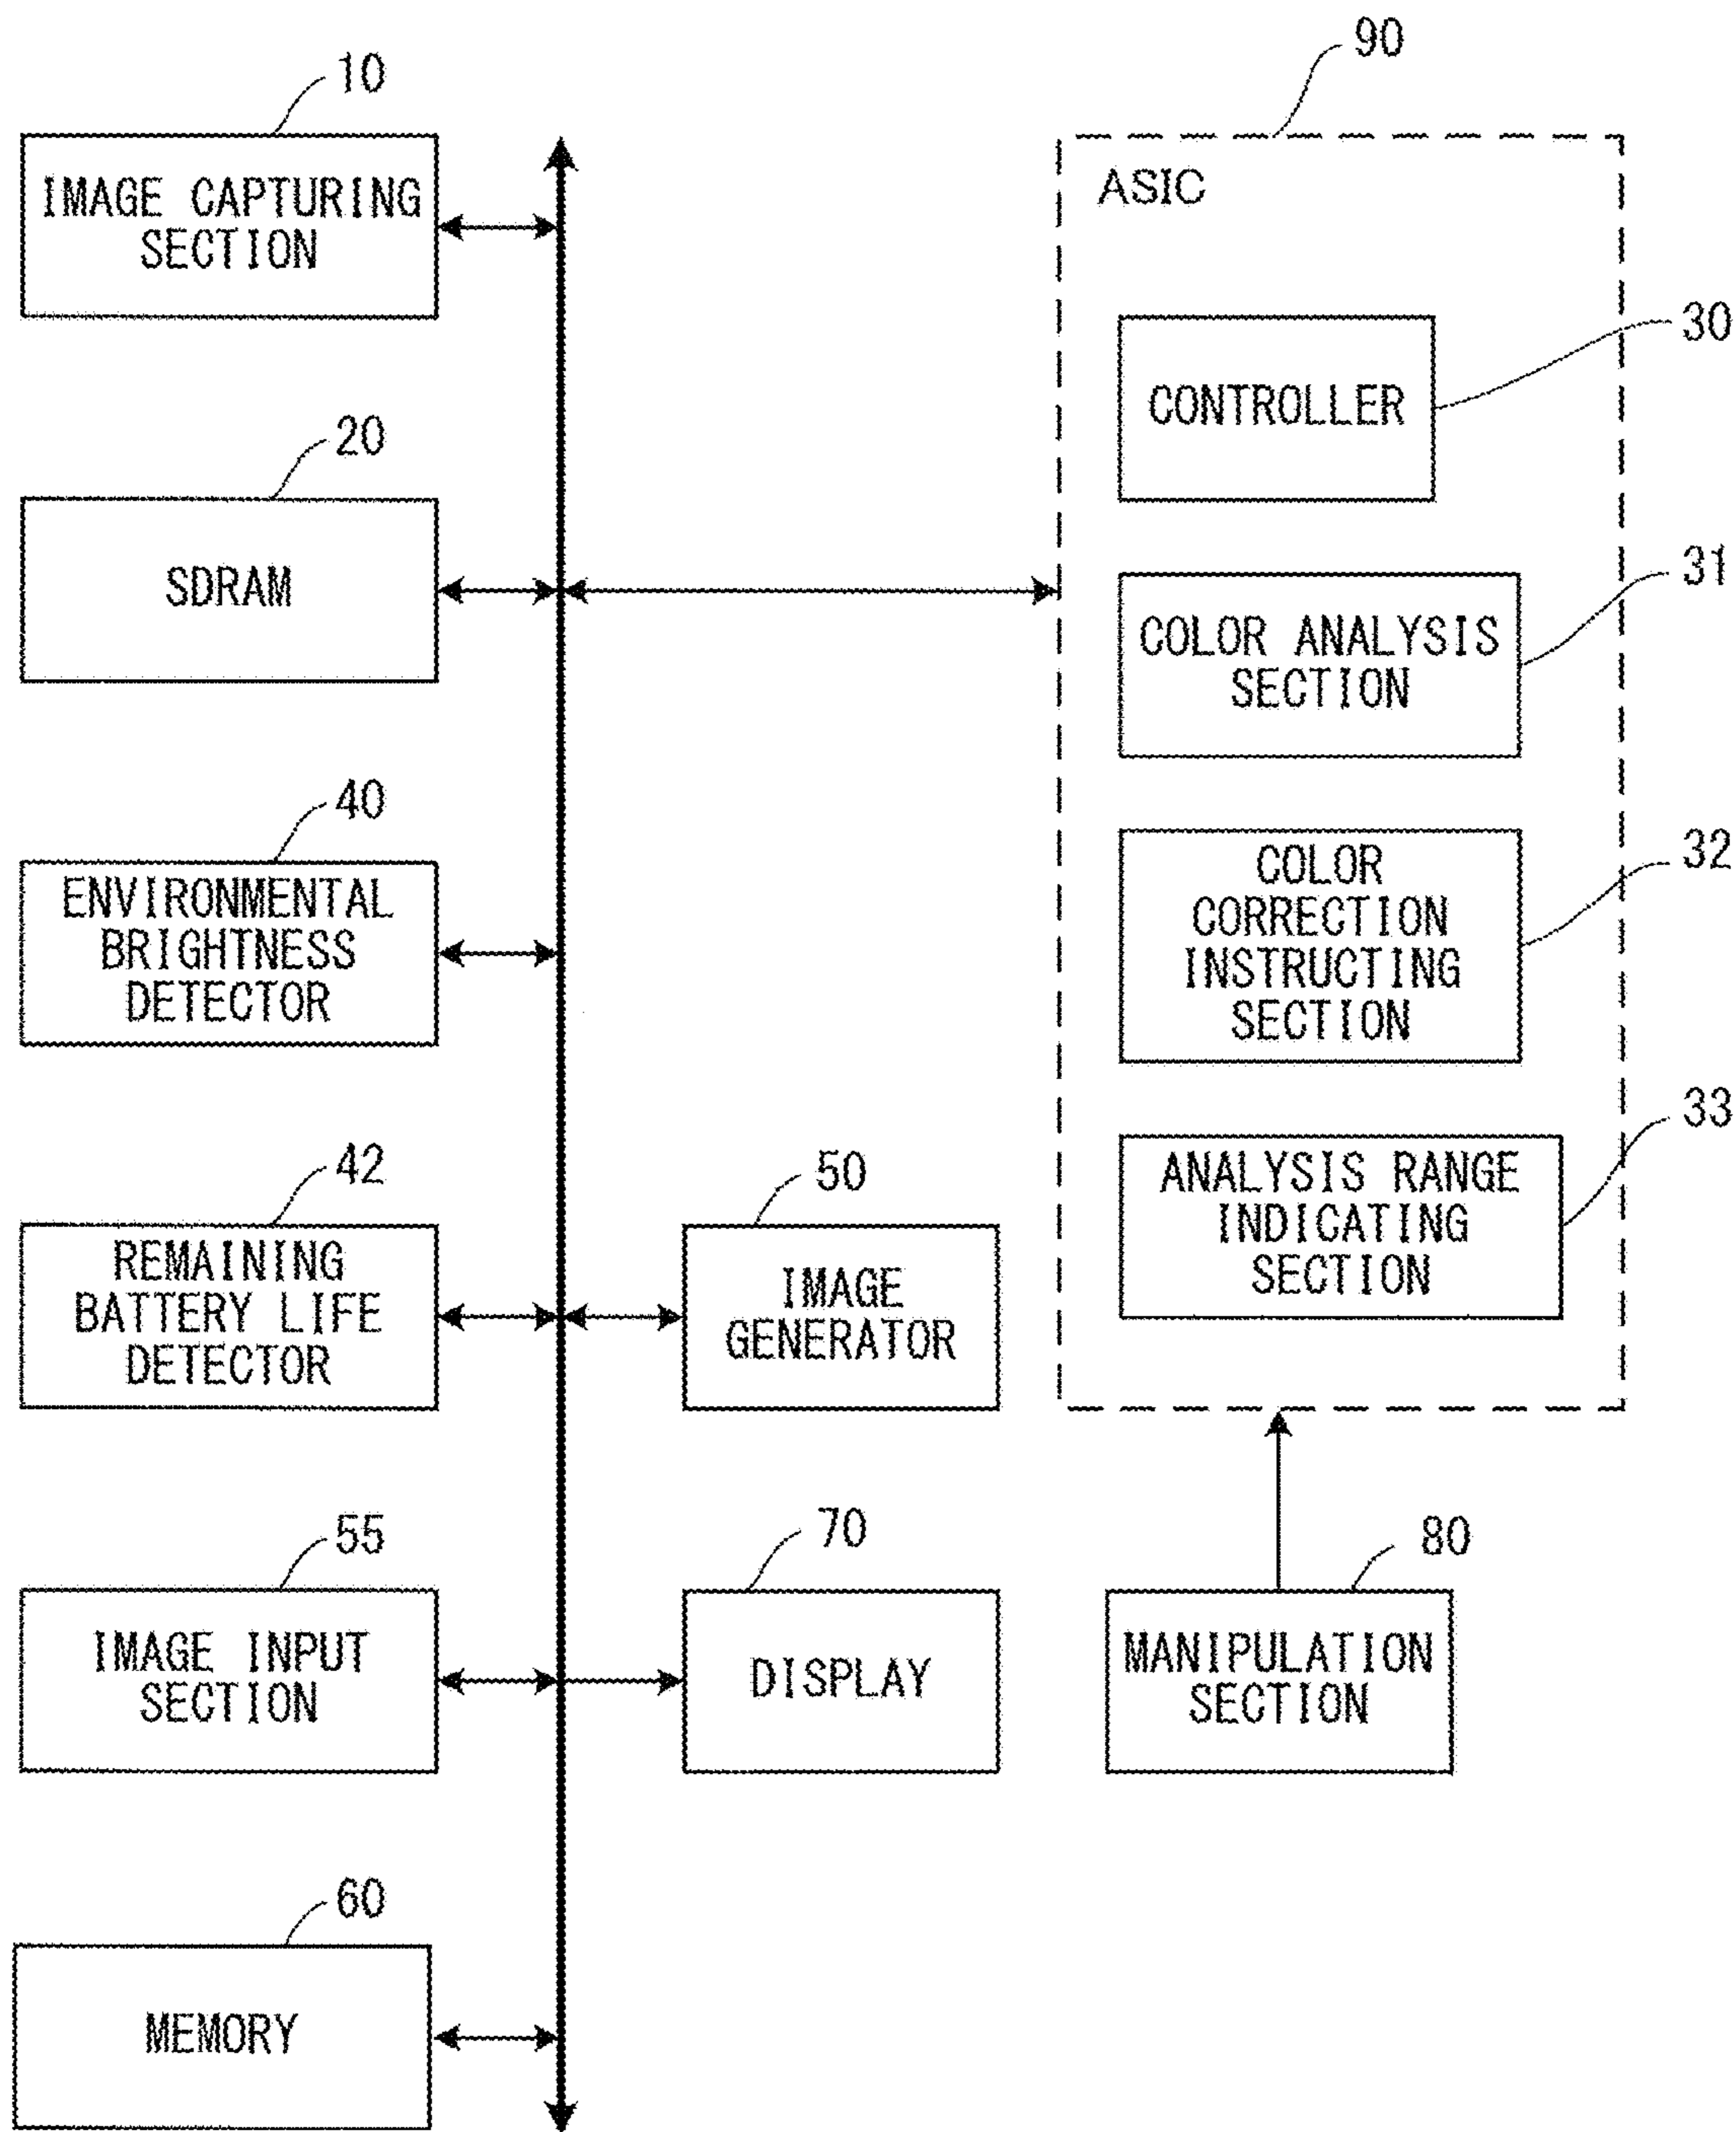 10
IMAGE CAPTURING
SECTION
20
SDRAM
40
ENVIRONMENTAL
BRIGHTNESS
DETECTOR
42
REMAINING
BATTERY LIFE
DETECTOR
55
IMAGE INPUT
SECTION
60
MEMORY
50
IMAGE
GENERATOR
70
DISPLAY
90
ASIC
30
CONTROLLER
31
COLOR ANALYSIS
SECTION
32
COLOR
CORRECTION
INSTRUCTING
SECTION
33
ANALYSIS RANGE
INDICATING
SECTION
80
MANIPULATION
SECTION